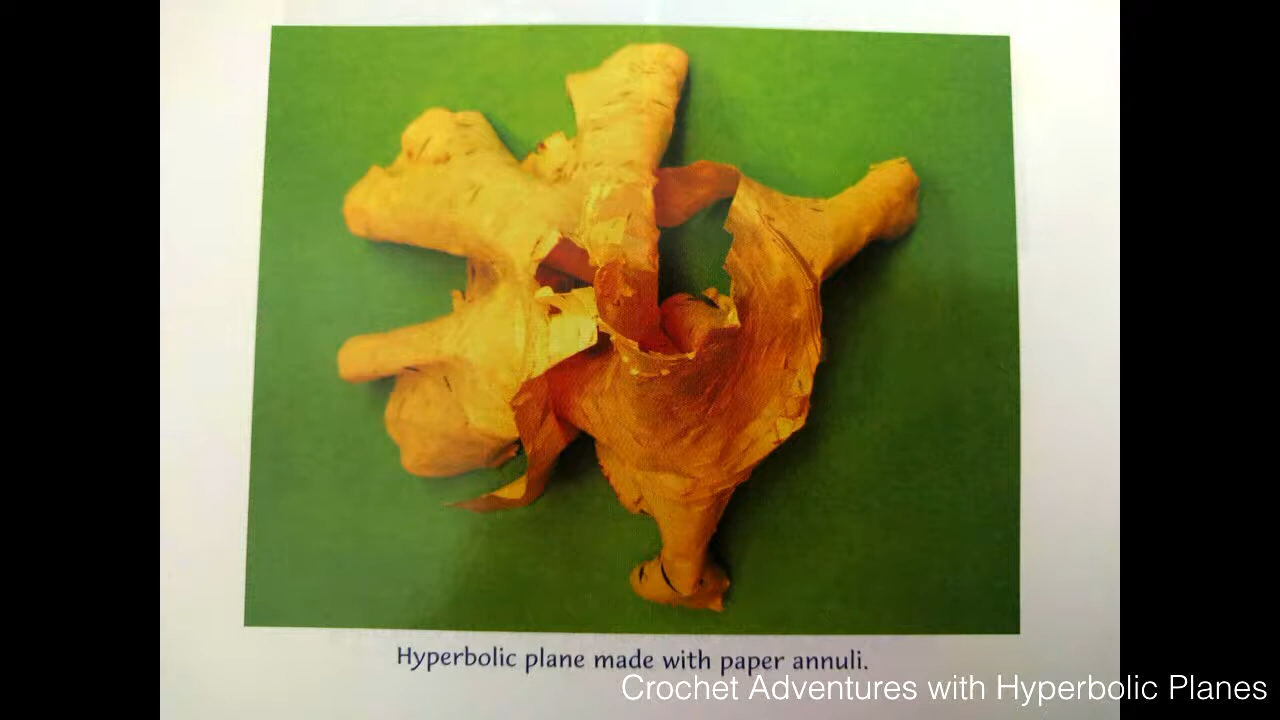 Hyperbolic plane made with paper annuli.
Crochet Adventures with Hyperbolic Planes